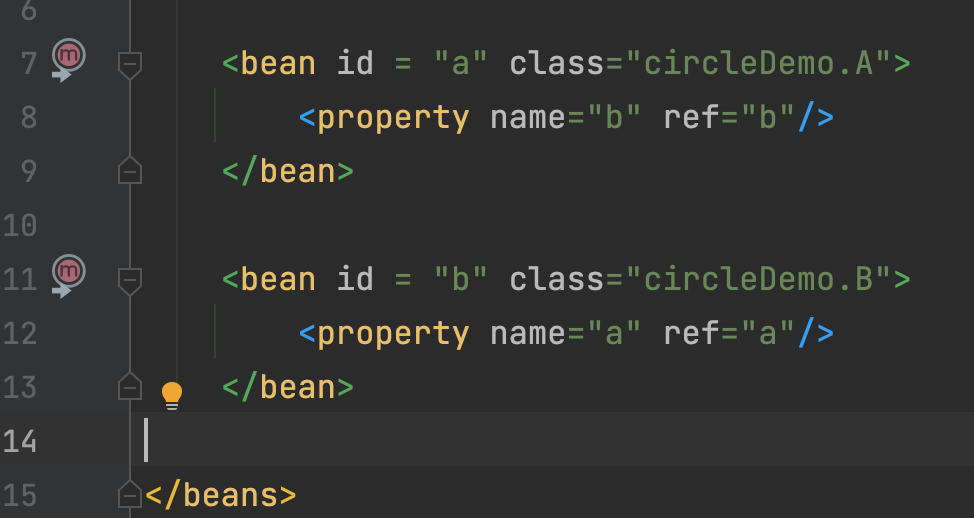 6
7 <bean id = "a" class="circleDemo.A">
8 <property name="b" ref="b"/>
9 </bean>
10
11 <bean id = "b" class="circleDemo.B">
12 <property name="a" ref="a"/>
13 </bean>
14
15 </beans>